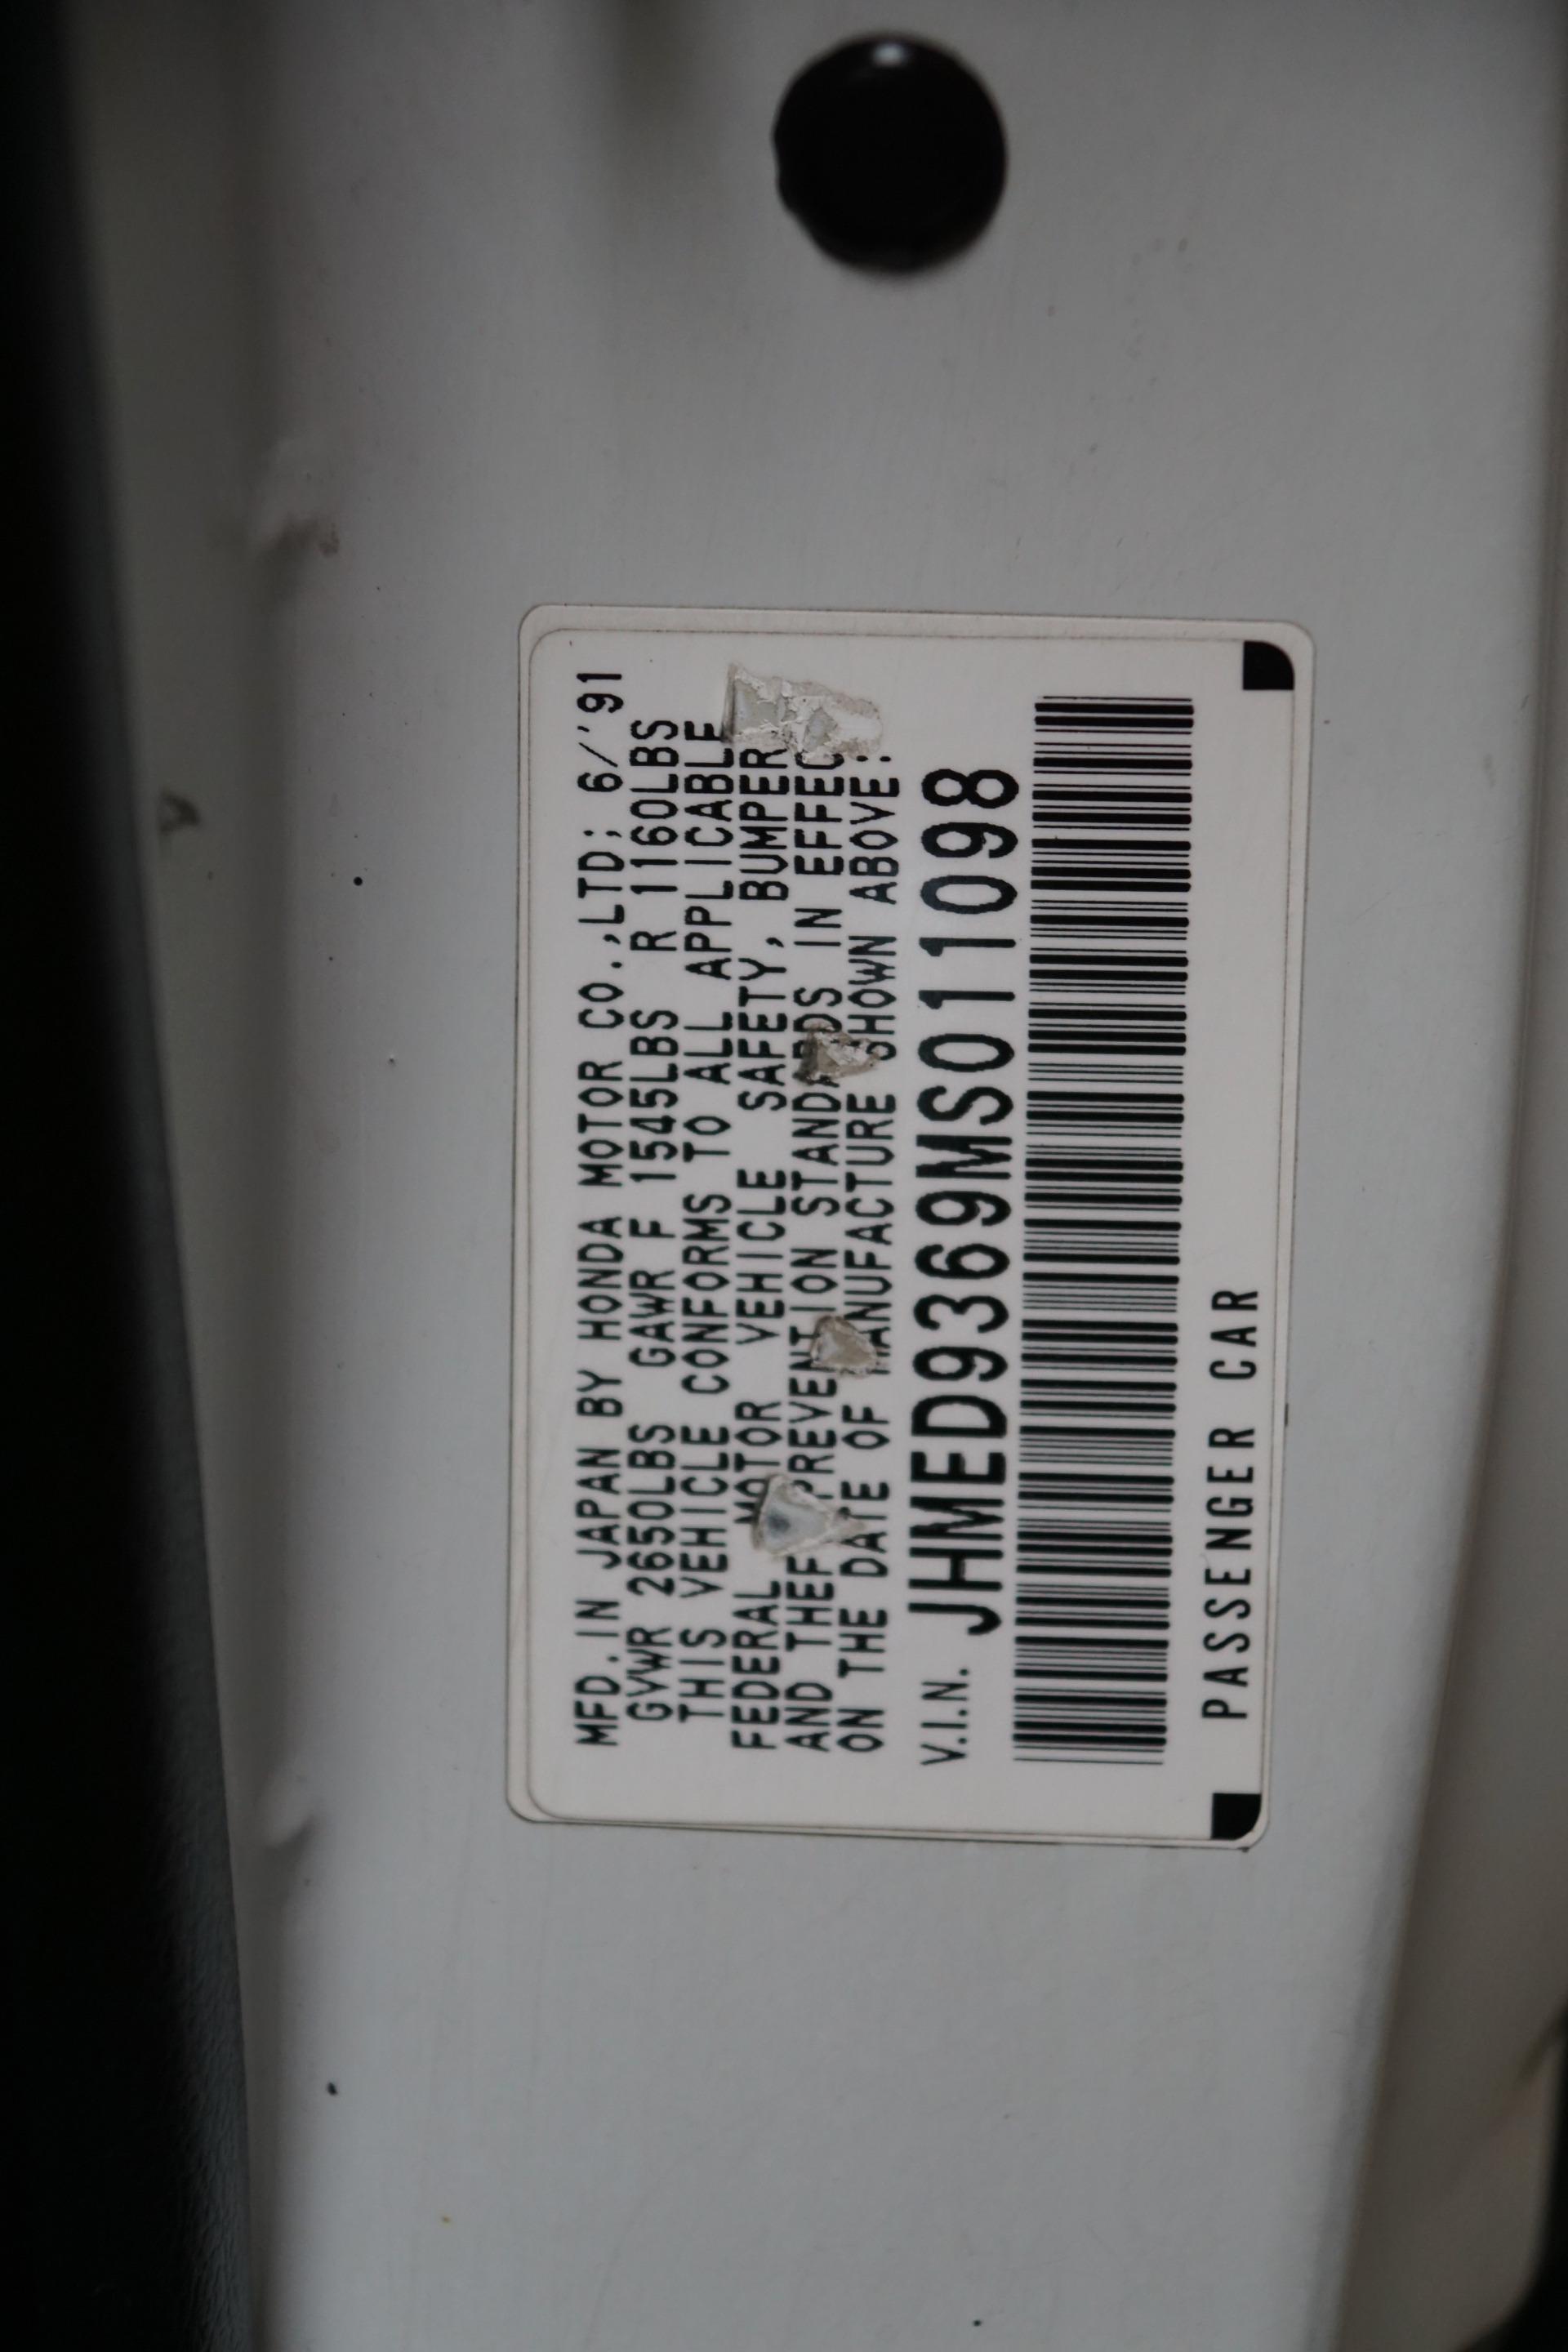 MFD. IN JAPAN BY HONDA MOTOR CO.,LTD; 6/'91
GVWR 2650LBS GAWR F 1545LBS R 1160LBS
THIS VEHICLE CONFORMS TO ALL APPLICABLE
FEDERAL MOTOR VEHICLE SAFETY, BUMPER
AND THEF PREVENTION STANDARDS IN EFFEC
ON THE DATE OF MANUFACTURE SHOWN ABOVE:
V.I.N. JHMED9369MS011098
PASSENGER CAR